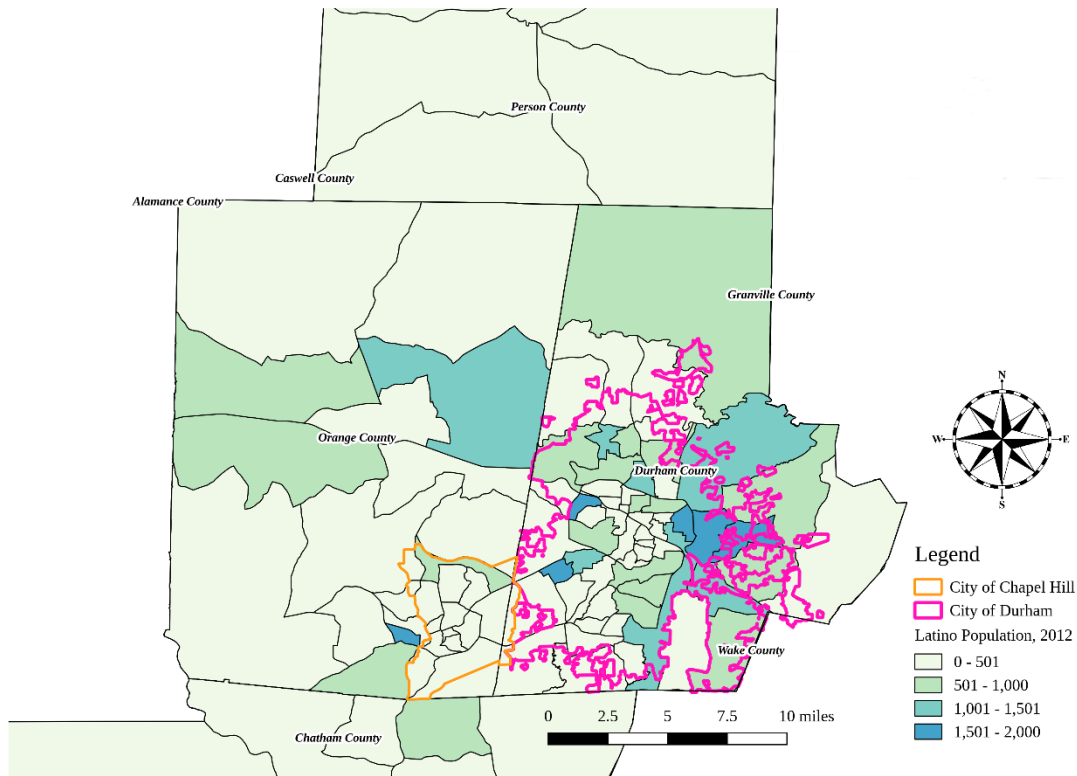 Person County
Caswell County
Alamance County
Granville County
Orange County
Durham County
Wake County
Chatham County
N
W
E
S
Legend
City of Chapel Hill
City of Durham
Latino Population, 2012
0 - 501
501 - 1,000
1,001 - 1,501
1,501 - 2,000
0 2.5 5 7.5 10 miles